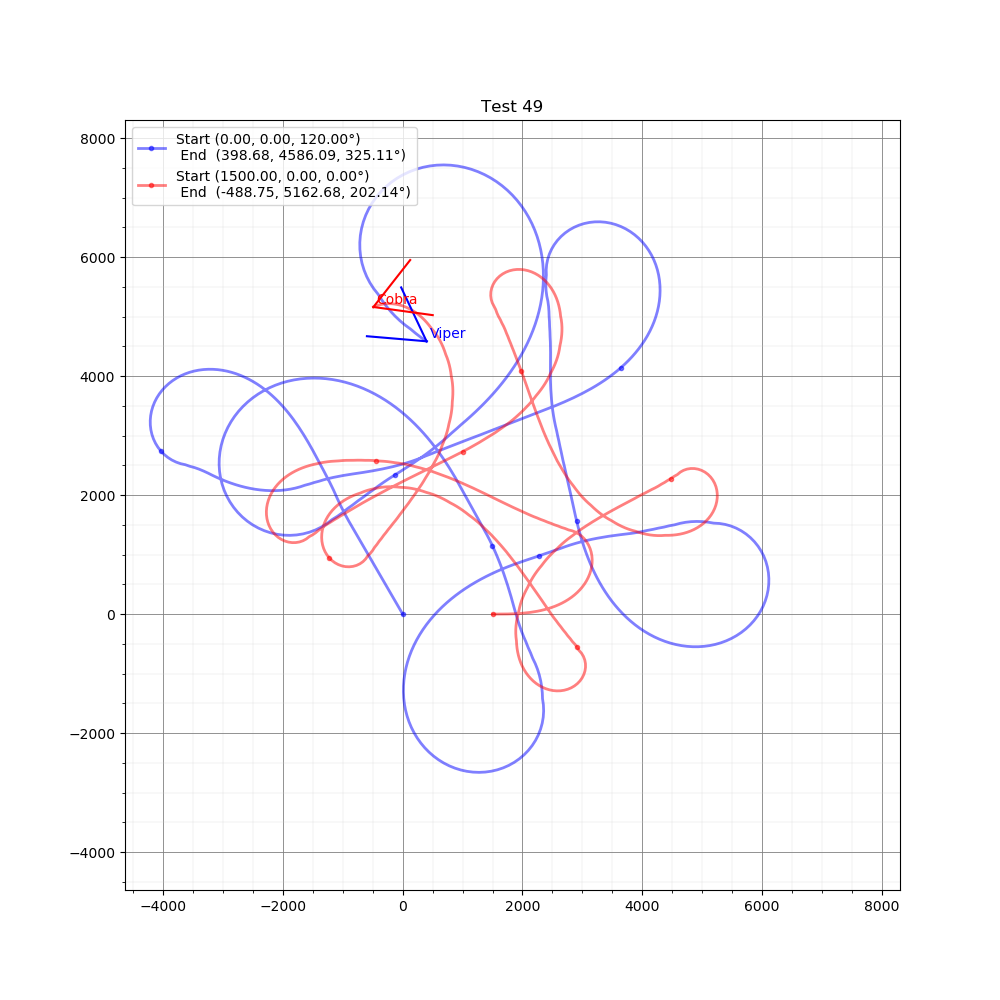 Test 49
Start (0.00, 0.00, 120.00°)
End (398.68, 4586.09, 325.11°)
Start (1500.00, 0.00, 0.00°)
End (-488.75, 5162.68, 202.14°)
8000
6000
4000
2000
0
−2000
−4000
Cobra
Viper
−4000 −2000 0 2000 4000 6000 8000